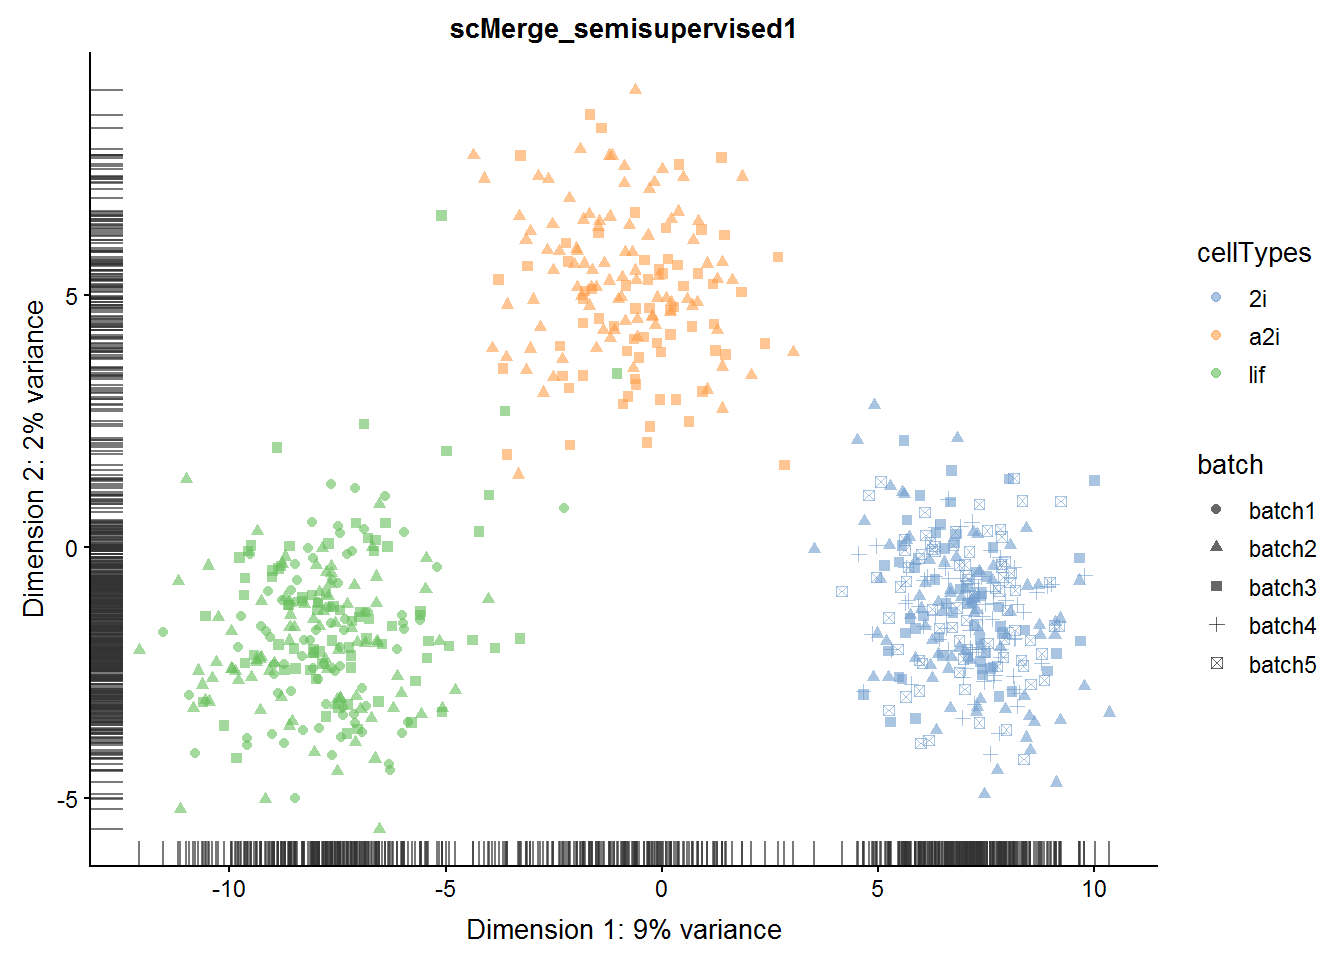 scMerge_semisupervised1
Dimension 2: 2% variance
5
0
-5
-10
-5
0
5
10
Dimension 1: 9% variance
cellTypes
2i
a2i
lif
batch
batch1
batch2
batch3
batch4
batch5